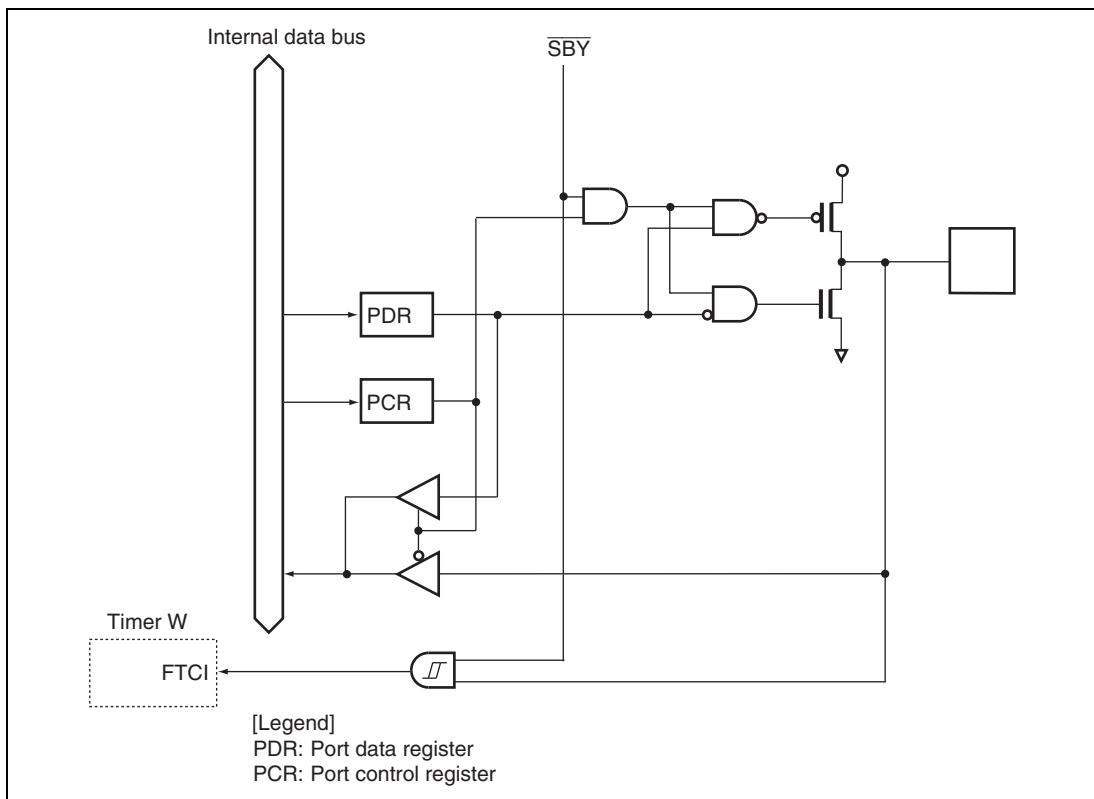 Internal data bus
SBY
PDR
PCR
Timer W
FTCI
[Legend]
PDR: Port data register
PCR: Port control register